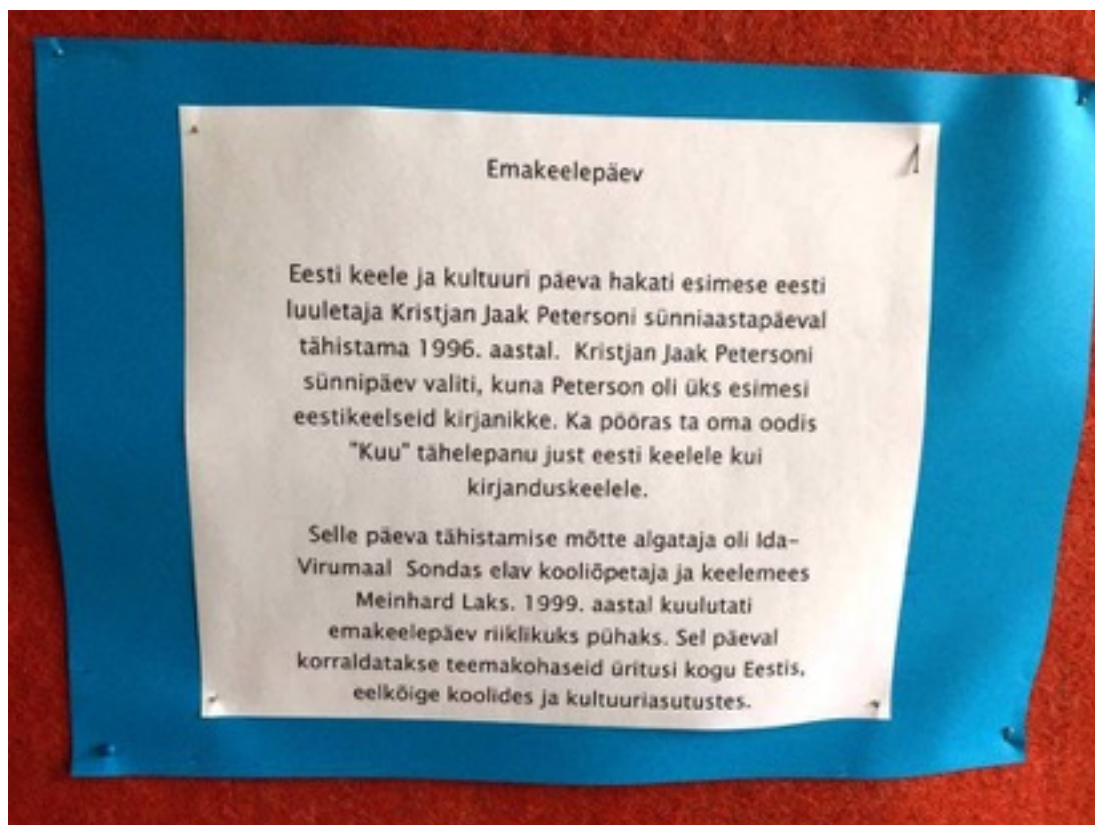 1
Emakeelepäev
Eesti keele ja kultuuri päeva hakati esimese eesti
luuletaja Kristjan Jaak Petersoni sünniaastapäeval
tähistama 1996. aastal. Kristjan Jaak Petersoni
sünnipäev valiti, kuna Peterson oli üks esimesi
eestikeelseid kirjanikke. Ka pööras ta oma oodis
"Kuu" tähelepanu just eesti keelele kui
kirjanduskeelele.
Selle päeva tähistamise mõtte algataja oli Ida-
Virumaal Sondas elav kooliõpetaja ja keelemees
Meinhard Laks. 1999. aastal kuulutati
emakeelepäev riiklikuks pühaks. Sel päeval
korraldatakse teemakohaseid üritusi kogu Eestis,
eelkõige koolides ja kultuuriasutustes.